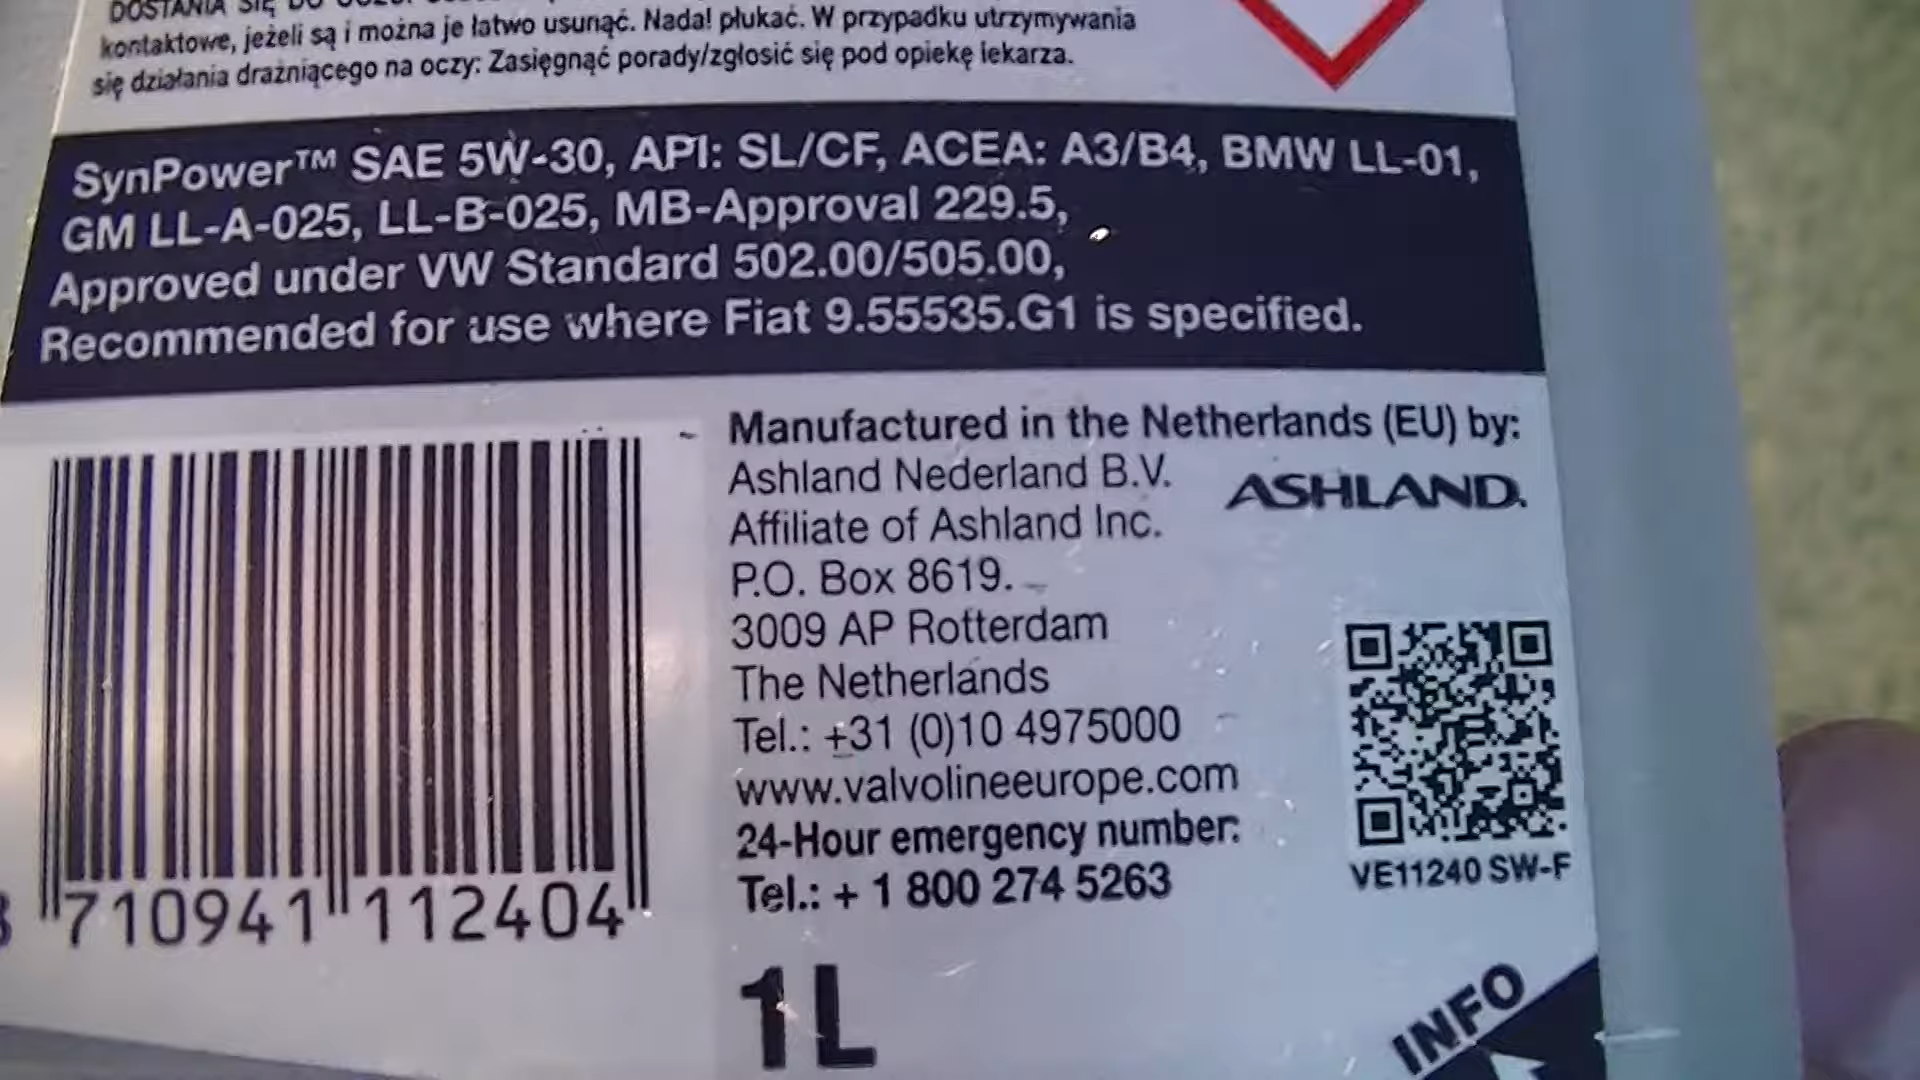 DOSTANIA SIĘ DO
kontaktowe, jeżeli są i można je łatwo usunąć. Nadal płukać. W przypadku utrzymywania
się działania drażniącego na oczy: Zasięgnąć porady/zgłosić się pod opiekę lekarza.
SynPower™ SAE 5W-30, API: SL/CF, ACEA: A3/B4, BMW LL-01,
GM LL-A-025, LL-B-025, MB-Approval 229.5,
Approved under VW Standard 502.00/505.00,
Recommended for use where Fiat 9.55535.G1 is specified.
Manufactured in the Netherlands (EU) by:
Ashland Nederland B.V.
ASHLAND.
Affiliate of Ashland Inc.
P.O. Box 8619.
3009 AP Rotterdam
The Netherlands
Tel.: +31 (0)10 4975000
www.valvolineeurope.com
24-Hour emergency number:
Tel.: + 1 800 274 5263
VE11240 SW-F
8 710941 112404
1L
INFO